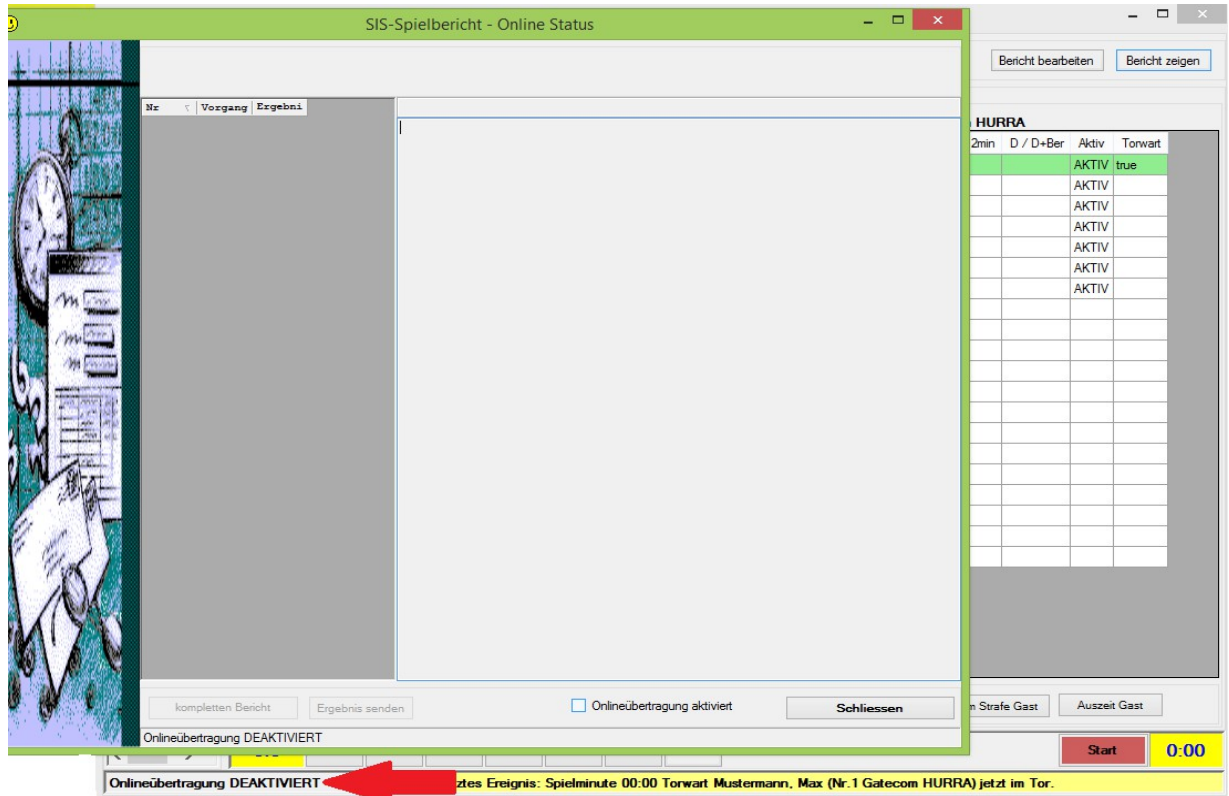 SIS-Spielbericht - Online Status
Bericht bearbeiten
Bericht zeigen
Nr
Vorgang
Ergebni
HURRA
2min
D / D+Ber
Aktiv
Torwart
AKTIV
true
AKTIV
AKTIV
AKTIV
AKTIV
AKTIV
AKTIV
kompletten Bericht
Ergebnis senden
Onlineübertragung aktiviert
Schliessen
Strafe Gast
Auszeit Gast
Onlineübertragung DEAKTIVIERT
Start
0:00
Onlineübertragung DEAKTIVIERT
Ereignis: Spielminute 00:00 Torwart Mustermann, Max (Nr.1 Gatecom HURRA) jetzt im Tor.